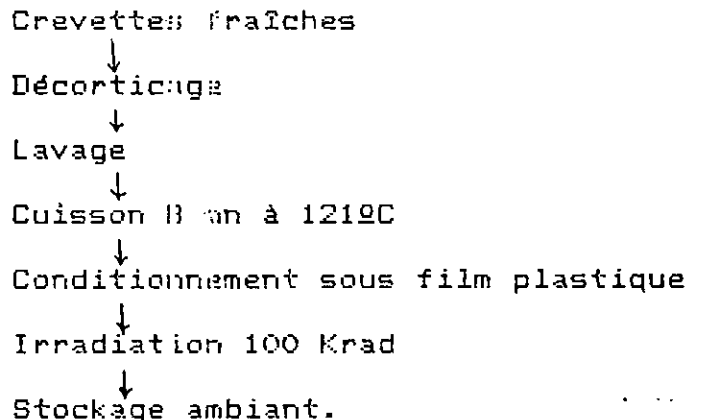 Crevettes fraîches
↓
Décorticage
↓
Lavage
↓
Cuisson à 121ºC
↓
Conditionnement sous film plastique
↓
Irradiation 100 Krad
↓
Stockage ambiant.